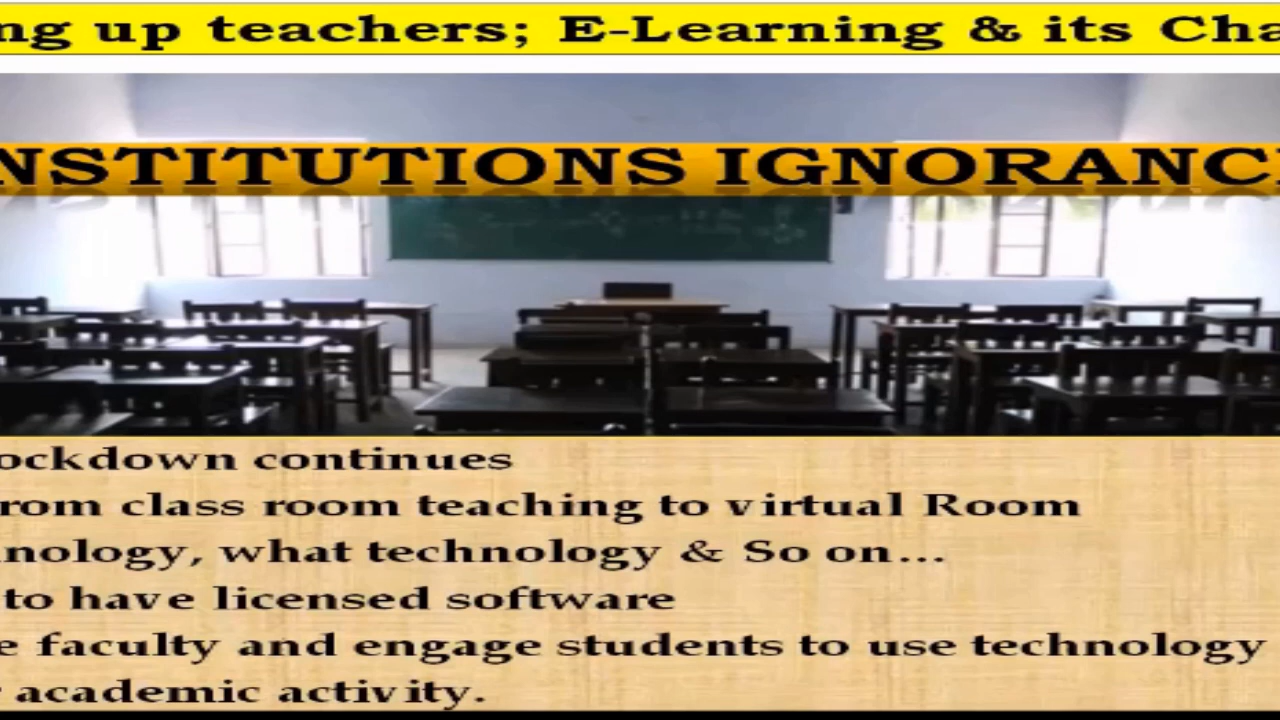 ng up teachers; E-Learning & its Cha
NSTITUTIONS IGNORANC
ockdown continues
rom class room teaching to virtual Room
nology, what technology & So on...
to have licensed software
e faculty and engage students to use technology
academic activity.